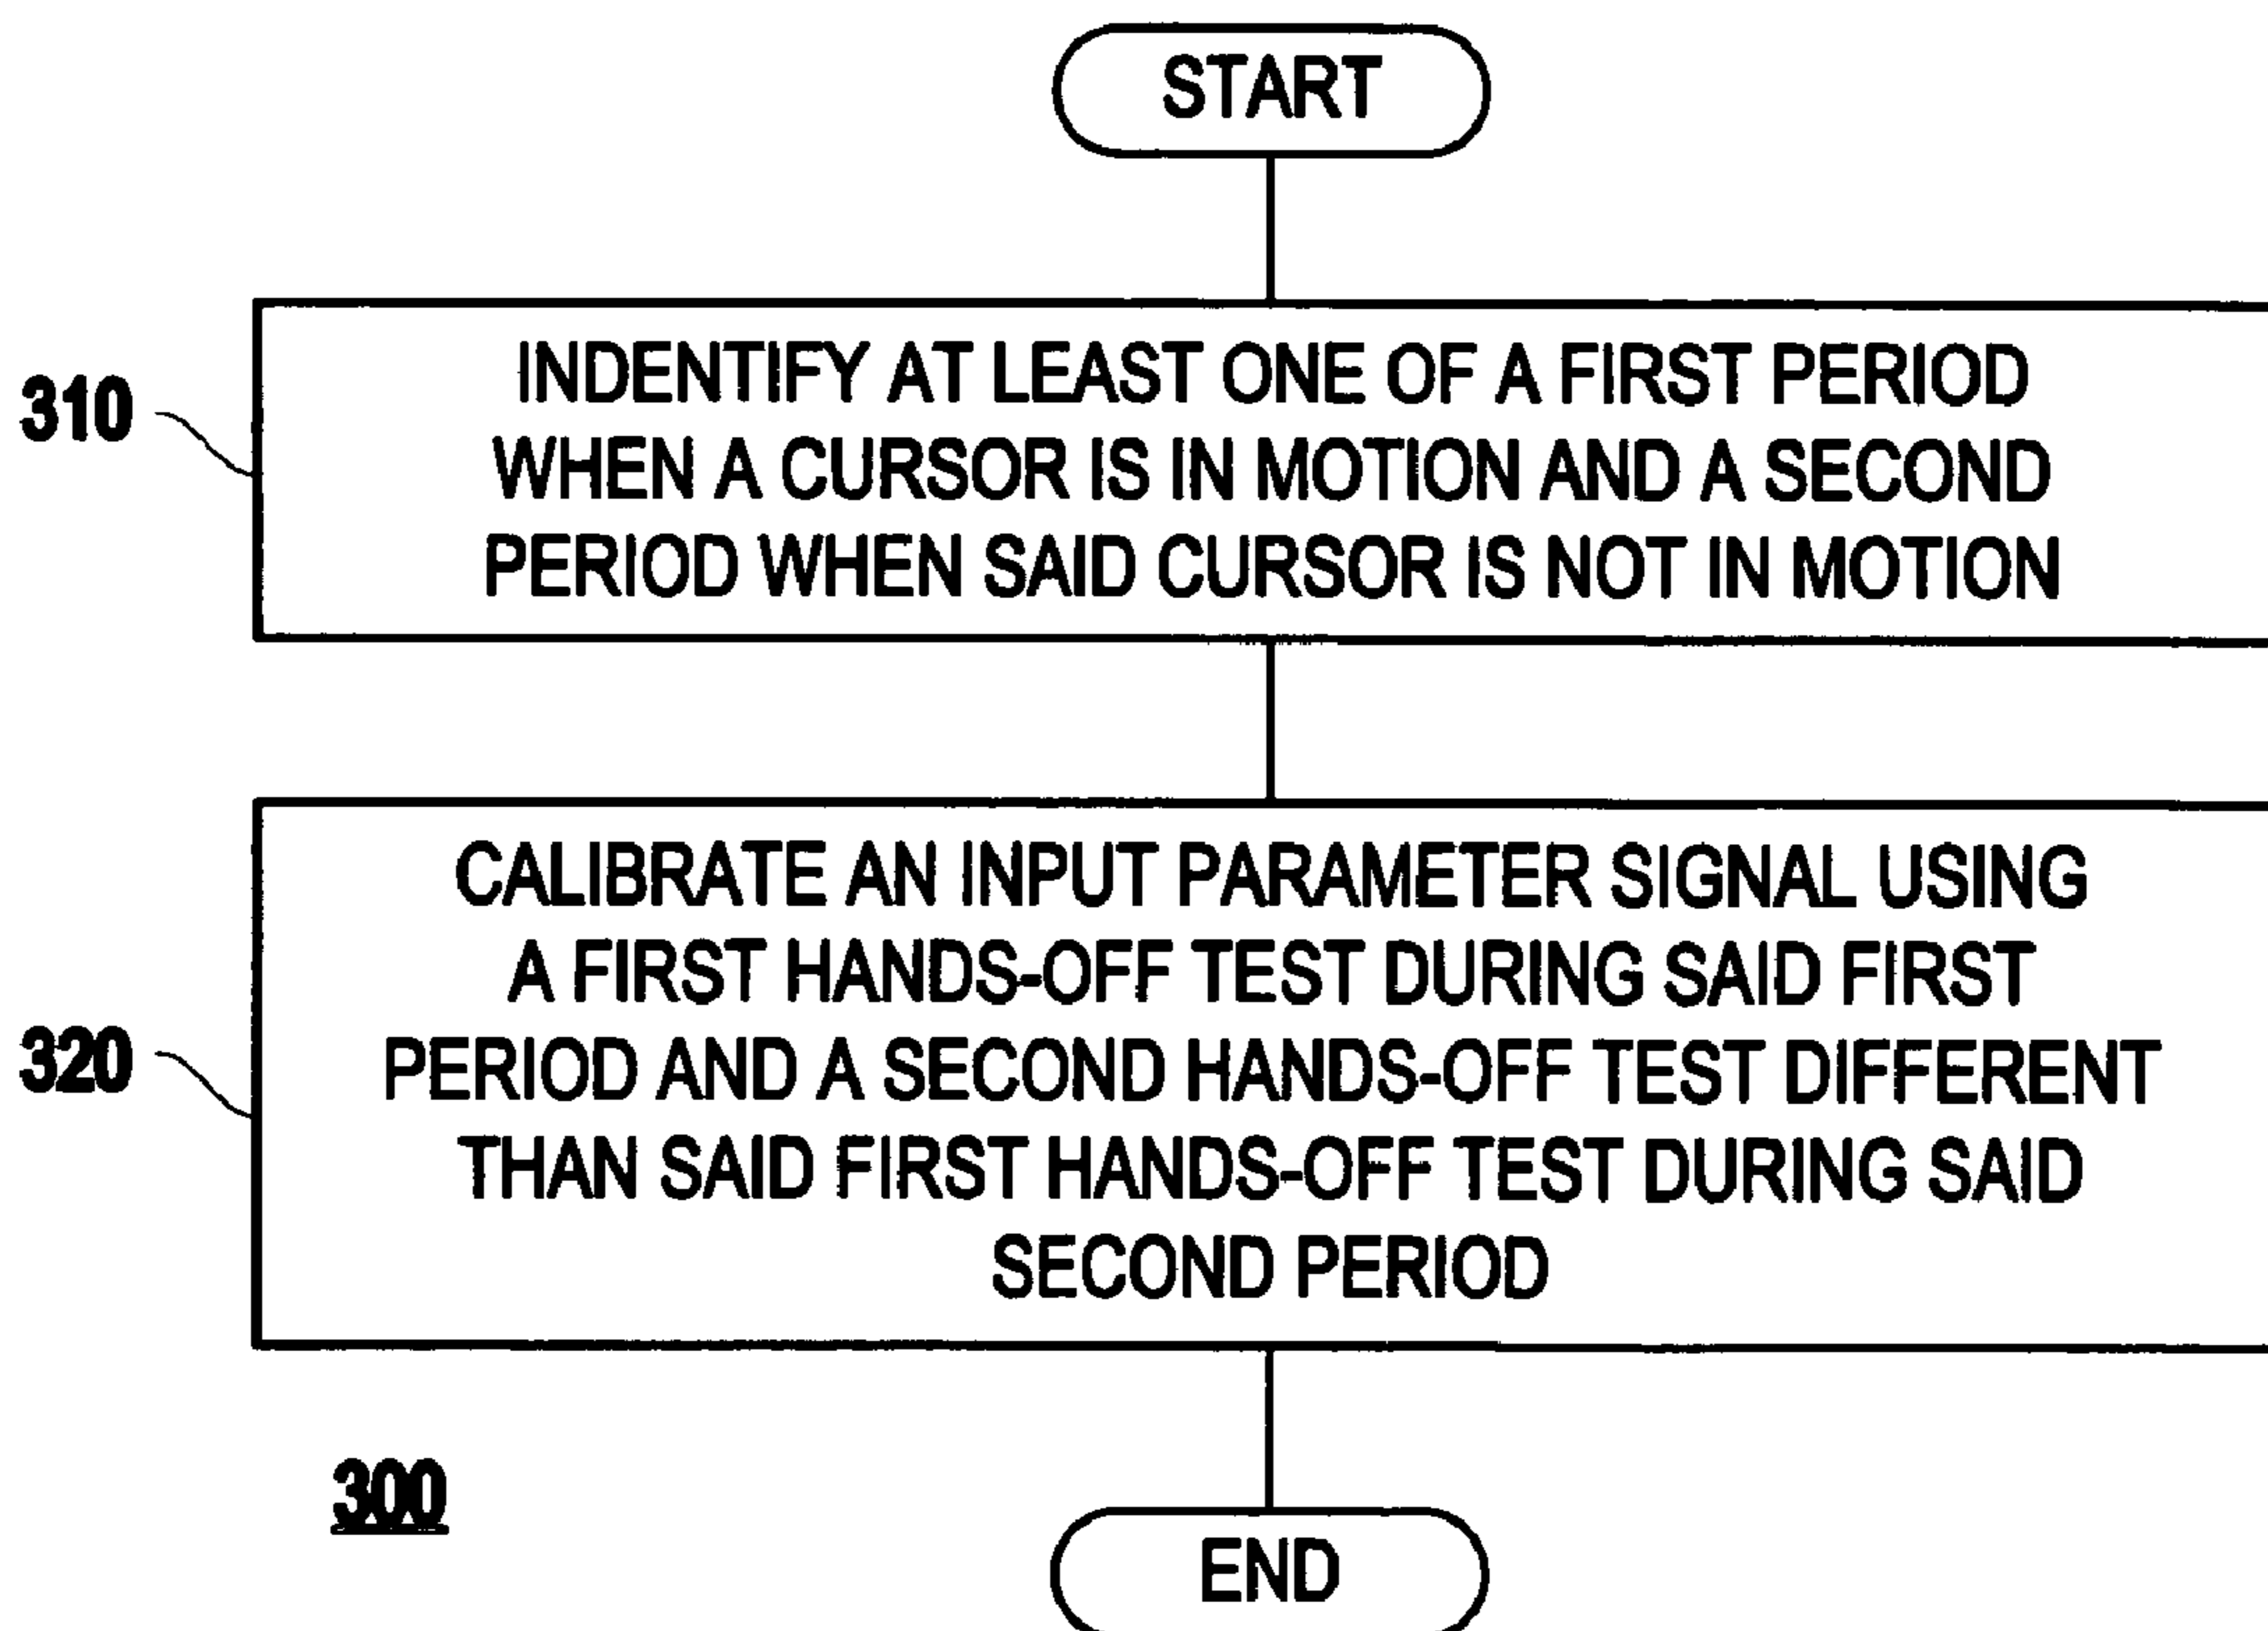 START
310
INDENTIFY AT LEAST ONE OF A FIRST PERIOD
WHEN A CURSOR IS IN MOTION AND A SECOND
PERIOD WHEN SAID CURSOR IS NOT IN MOTION
320
CALIBRATE AN INPUT PARAMETER SIGNAL USING
A FIRST HANDS-OFF TEST DURING SAID FIRST
PERIOD AND A SECOND HANDS-OFF TEST DIFFERENT
THAN SAID FIRST HANDS-OFF TEST DURING SAID
SECOND PERIOD
300
END